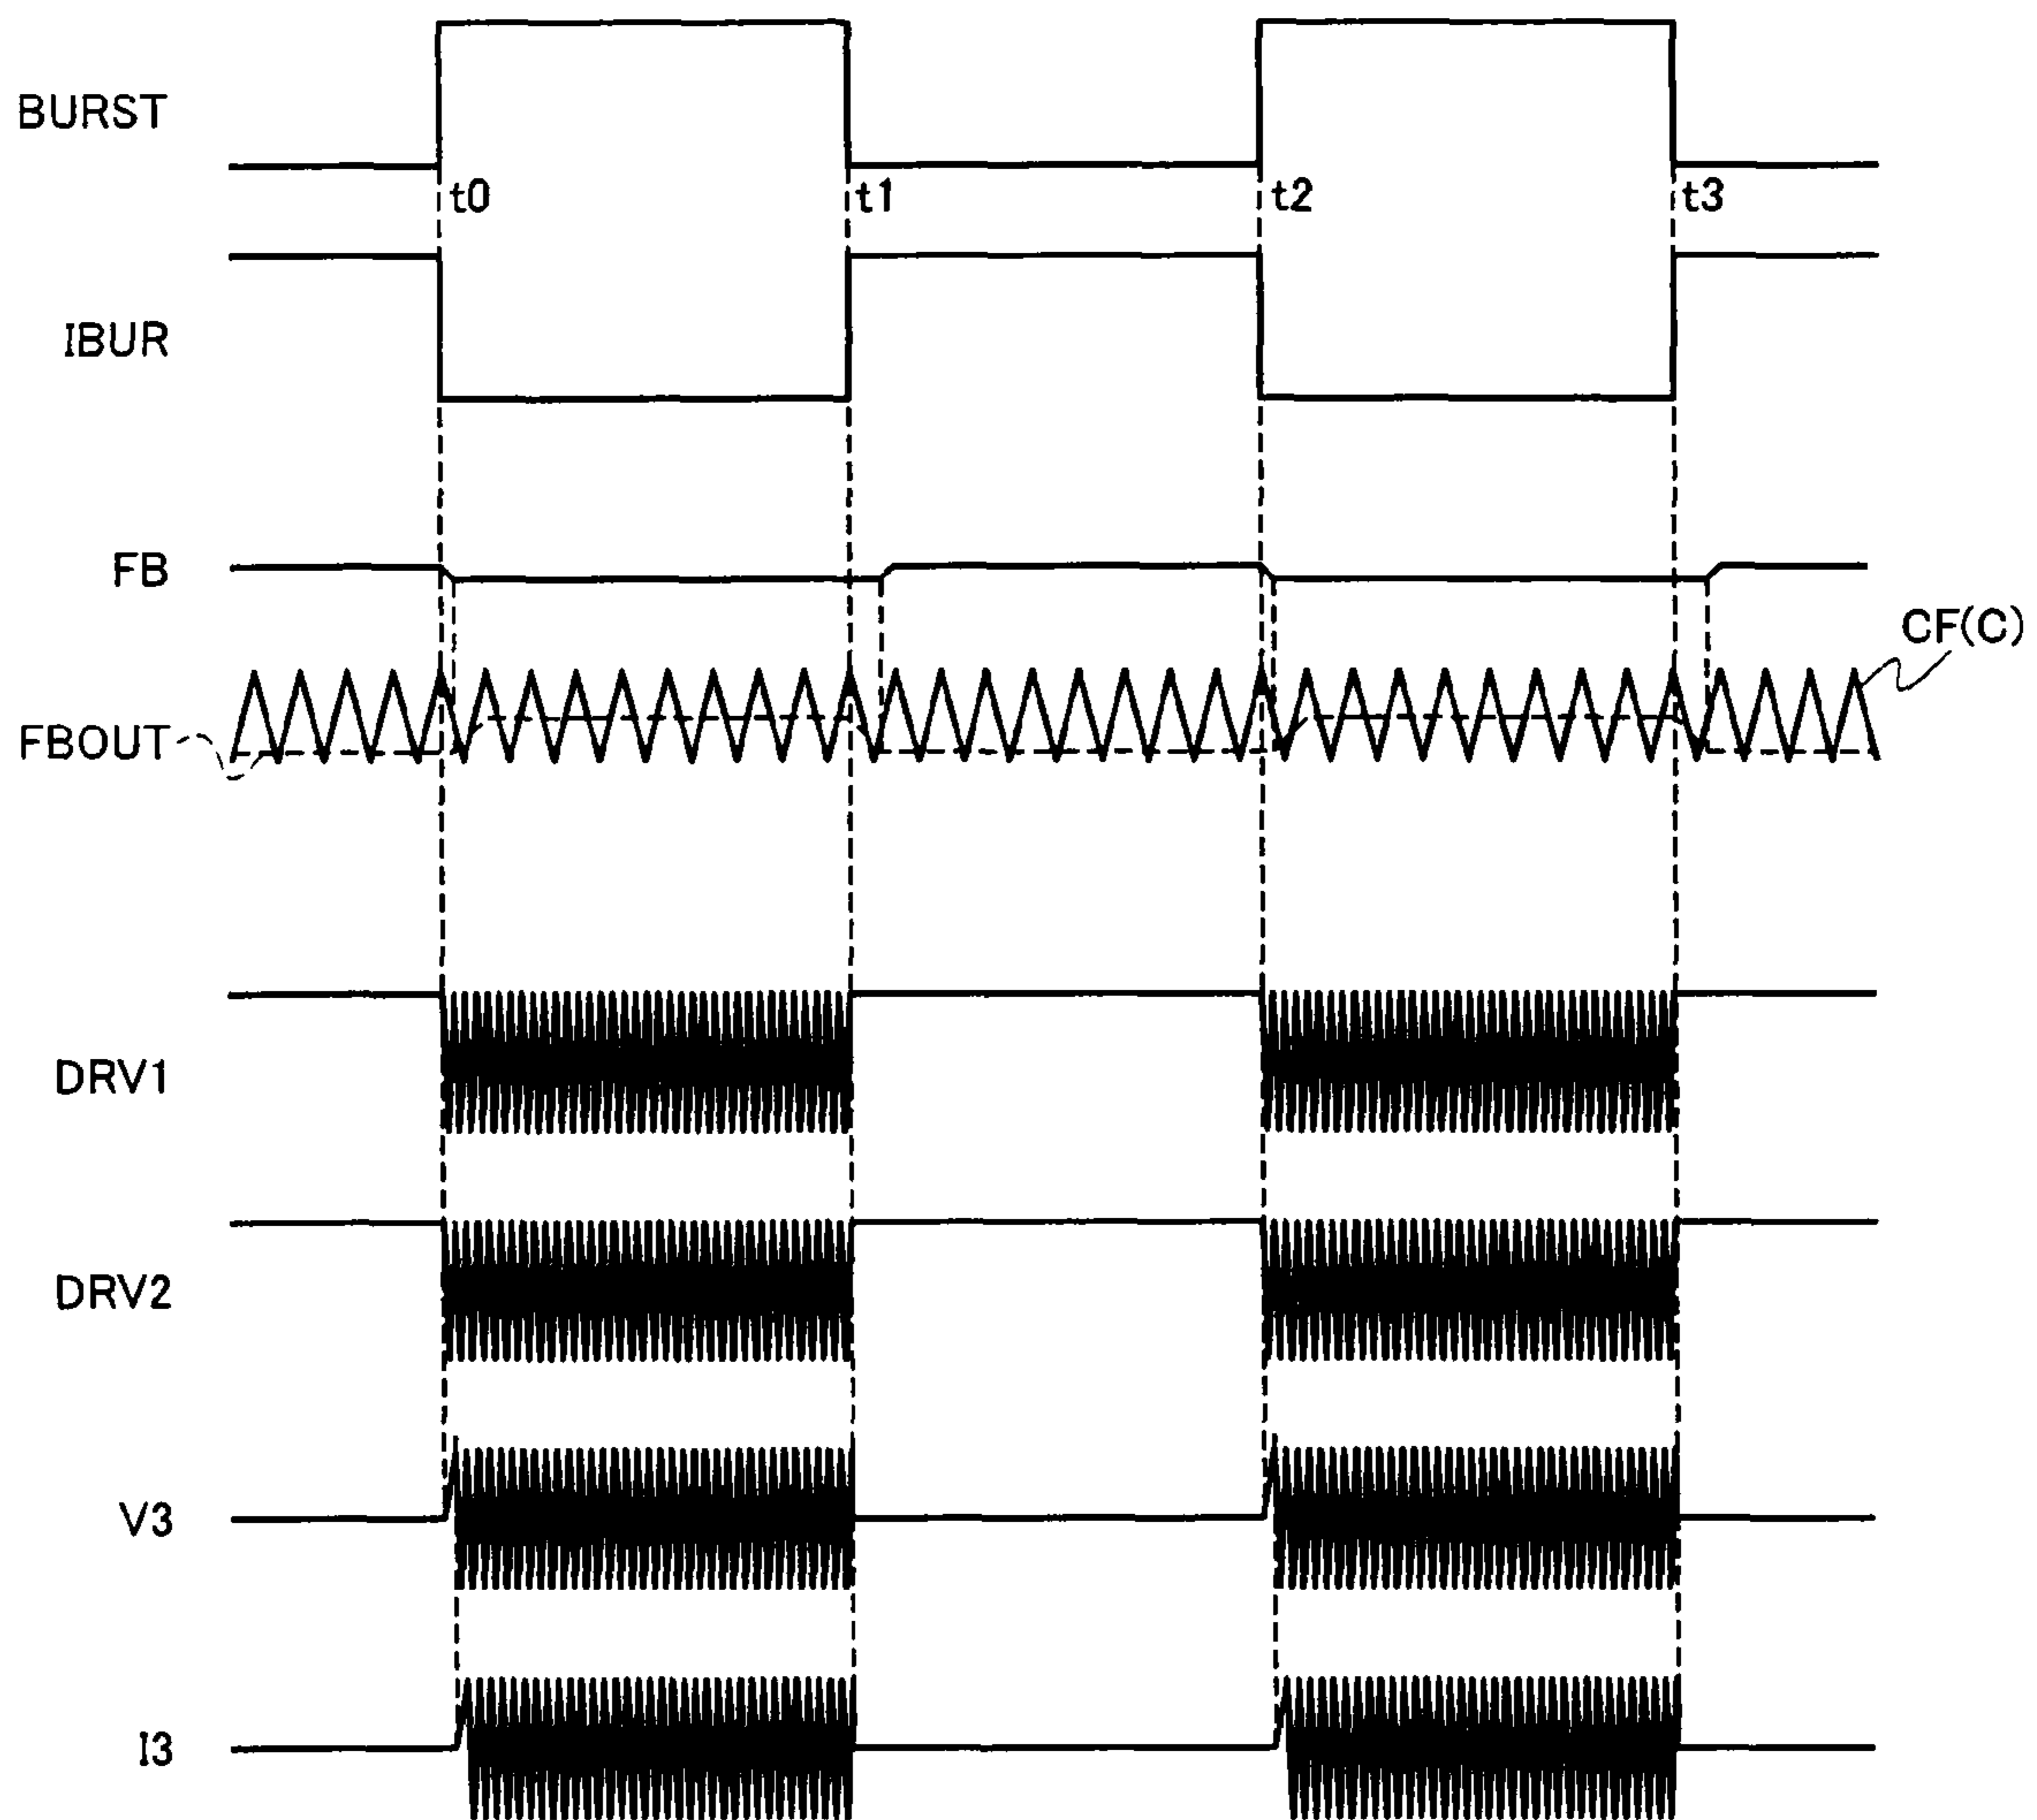 BURST
t0
t1
t2
t3
IBUR
FB
CF(C)
FBOUT
DRV1
DRV2
V3
I3